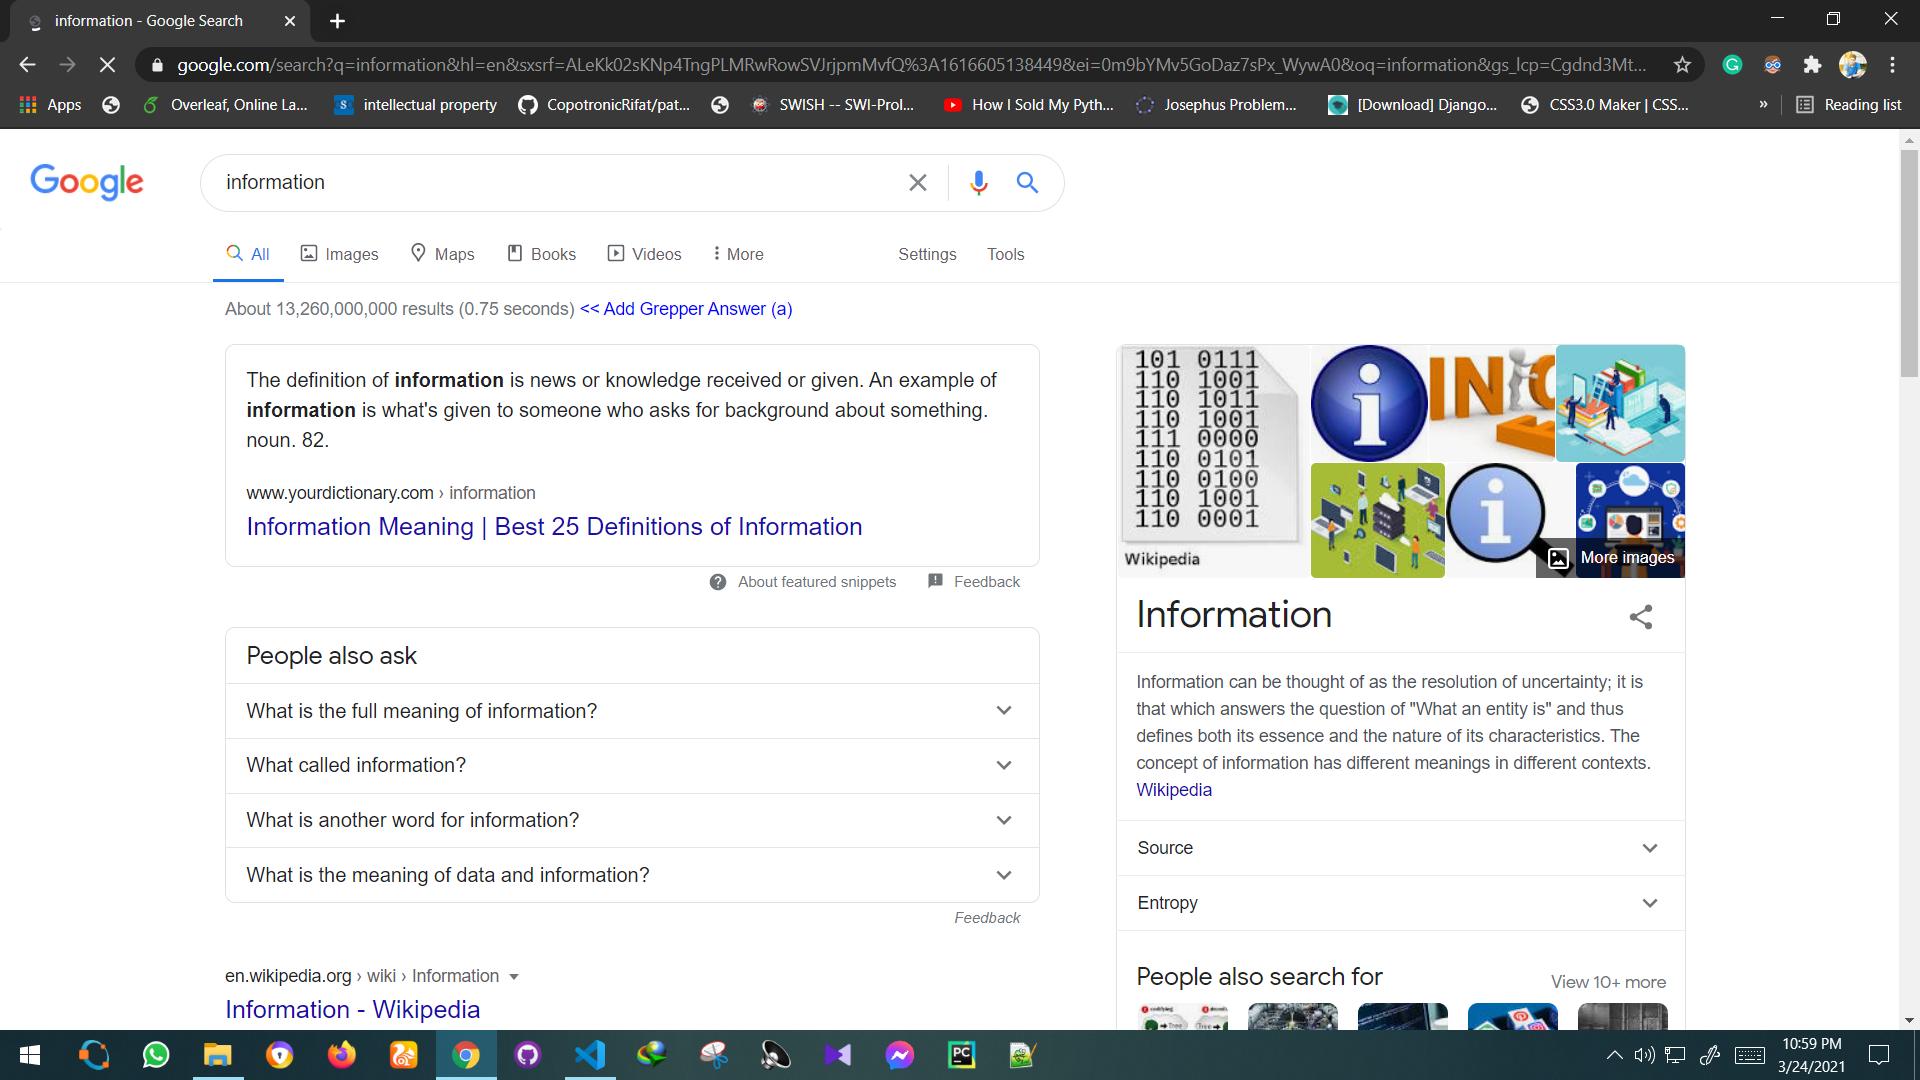 information - Google Search
google.com/search?q=information&hl=en&sxsrf=ALeKk02sKNp4TngPLMRwRowSVJrjpmMvfQ%3A1616605138449&ei=0m9bYMv5GoDaz7sPx_WywA0&oq=information&gs_lcp=Cgdnd3Mt...
Apps Overleaf, Online La... intellectual property CopotronicRifat/pat... SWISH -- SWI-Prol... How I Sold My Pyth... Josephus Problem... [Download] Django... CSS3.0 Maker | CSS... » Reading list
Google information
All Images Maps Books Videos More Settings Tools
About 13,260,000,000 results (0.75 seconds) << Add Grepper Answer (a)
The definition of information is news or knowledge received or given. An example of
information is what's given to someone who asks for background about something.
noun. 82.
www.yourdictionary.com › information
Information Meaning | Best 25 Definitions of Information
About featured snippets Feedback
People also ask
What is the full meaning of information?
What called information?
What is another word for information?
What is the meaning of data and information?
Feedback
en.wikipedia.org › wiki › Information
Information - Wikipedia
101 0111
110 1001
110 1011
110 1001
111 0000
110 0101
110 0100
110 1001
110 0001
Wikipedia
i
i
More images
Information
Information can be thought of as the resolution of uncertainty; it is
that which answers the question of "What an entity is" and thus
defines both its essence and the nature of its characteristics. The
concept of information has different meanings in different contexts.
Wikipedia
Source
Entropy
People also search for View 10+ more
PC
10:59 PM
3/24/2021